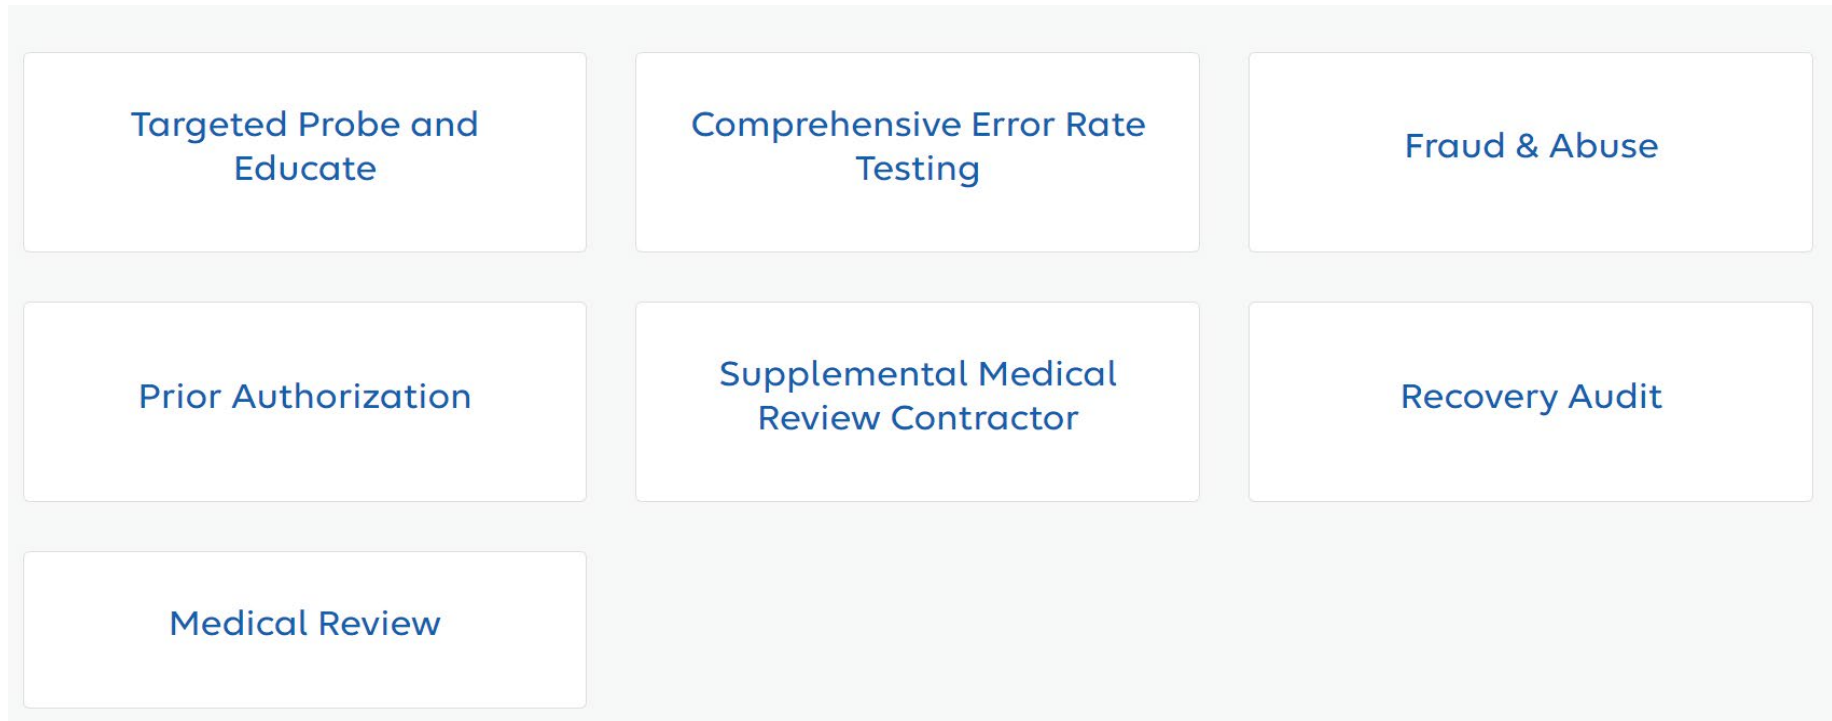 Targeted Probe and
Educate
Comprehensive Error Rate
Testing
Fraud & Abuse
Prior Authorization
Supplemental Medical
Review Contractor
Recovery Audit
Medical Review